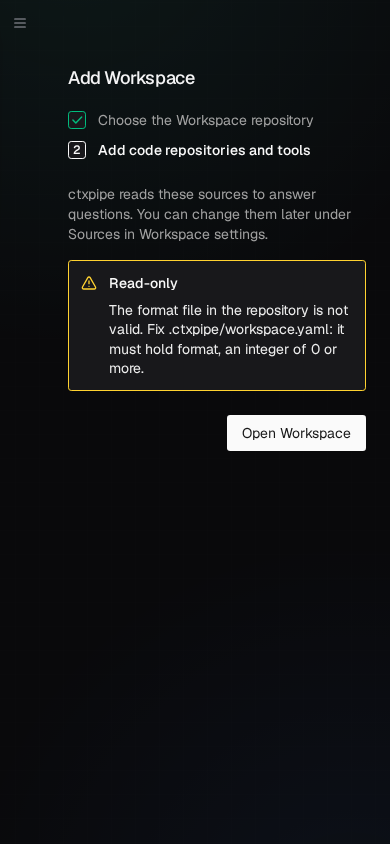 Add Workspace
Choose the Workspace repository
2 Add code repositories and tools
ctxpipe reads these sources to answer
questions. You can change them later under
Sources in Workspace settings.
Read-only
The format file in the repository is not
valid. Fix .ctxpipe/workspace.yaml: it
must hold format, an integer of 0 or
more.
Open Workspace